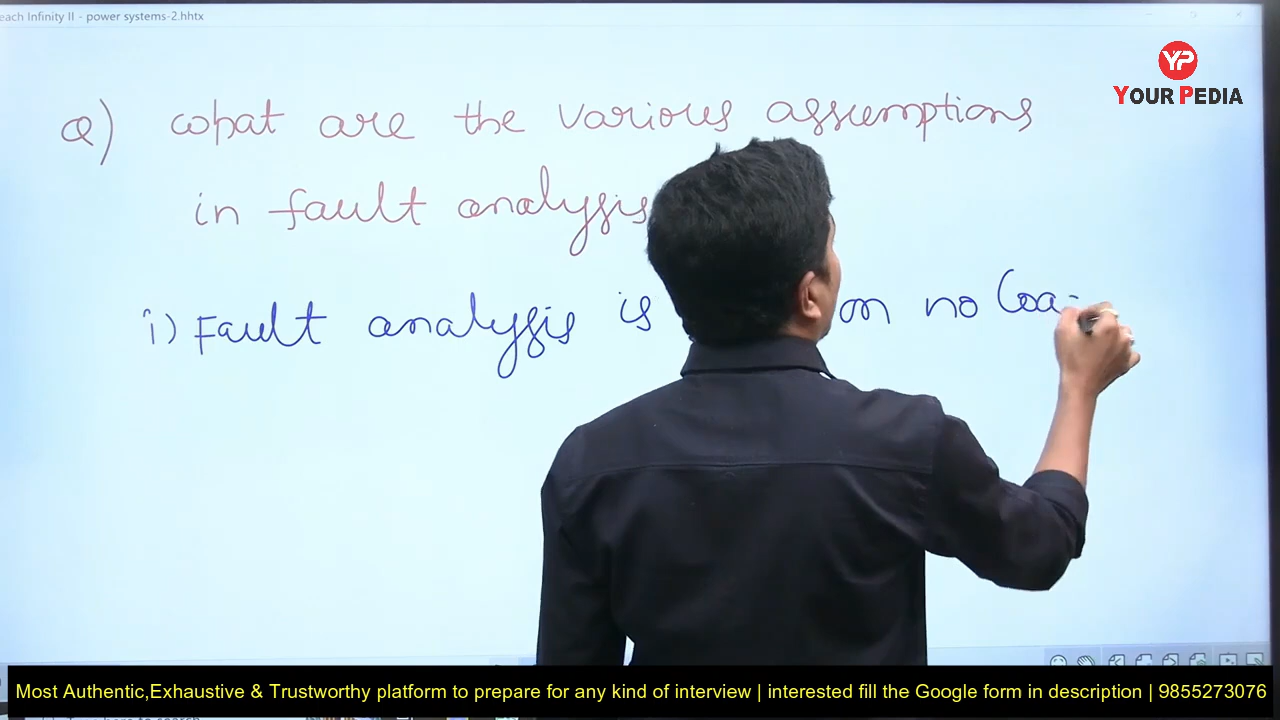 each Infinity II - power systems-2.hhtx
YP
YOUR PEDIA
Q) What are the various assumptions
in fault analysis
i) Fault analysis is on no loa
Most Authentic,Exhaustive & Trustworthy platform to prepare for any kind of interview | interested fill the Google form in description | 9855273076